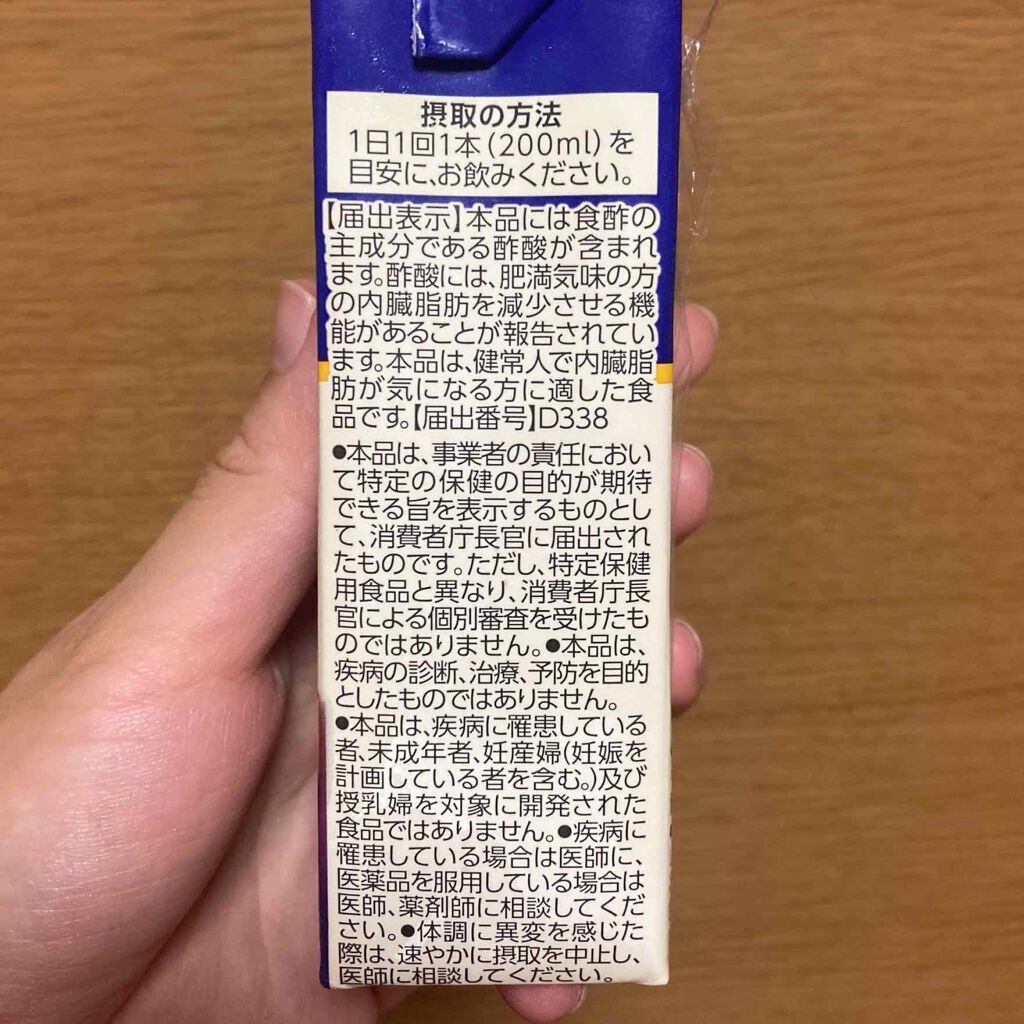 摂取の方法
1日1回1本(200ml)を
目安に、お飲みください。
【届出表示】本品には食酢の
主成分である酢酸が含まれ
ます。酢酸には、肥満気味の方
の内臓脂肪を減少させる機
能があることが報告されてい
ます。本品は、健常人で内臓脂
肪が気になる方に適した食
品です。【届出番号】D338
●本品は、事業者の責任におい
て特定の保健の目的が期待
できる旨を表示するものとし
て、消費者庁長官に届出され
たものです。ただし、特定保健
用食品と異なり、消費者庁長
官による個別審査を受けたも
のではありません。●本品は、
疾病の診断、治療、予防を目的
としたものではありません。
●本品は、疾病に罹患している
者、未成年者、妊産婦(妊娠を
計画している者を含む。)及び
授乳婦を対象に開発された
食品ではありません。●疾病に
罹患している場合は医師に、
医薬品を服用している場合は
医師、薬剤師に相談してくだ
さい。●体調に異変を感じた
際は、速やかに摂取を中止し、
医師に相談してください。